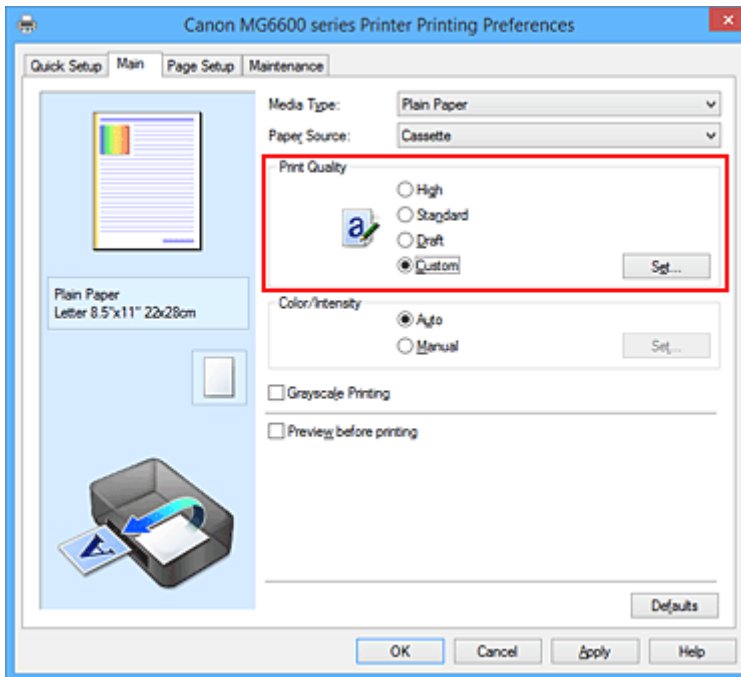 Canon MG6600 series Printer Printing Preferences
Quick Setup Main Page Setup Maintenance
Media Type: Plain Paper
Paper Source: Cassette
Print Quality
High
Standard
Draft
Custom Set...
Plain Paper
Letter 8.5"x11" 22x28cm
Color/Intensity
Auto
Manual Set...
Grayscale Printing
Preview before printing
Defaults
OK Cancel Apply Help